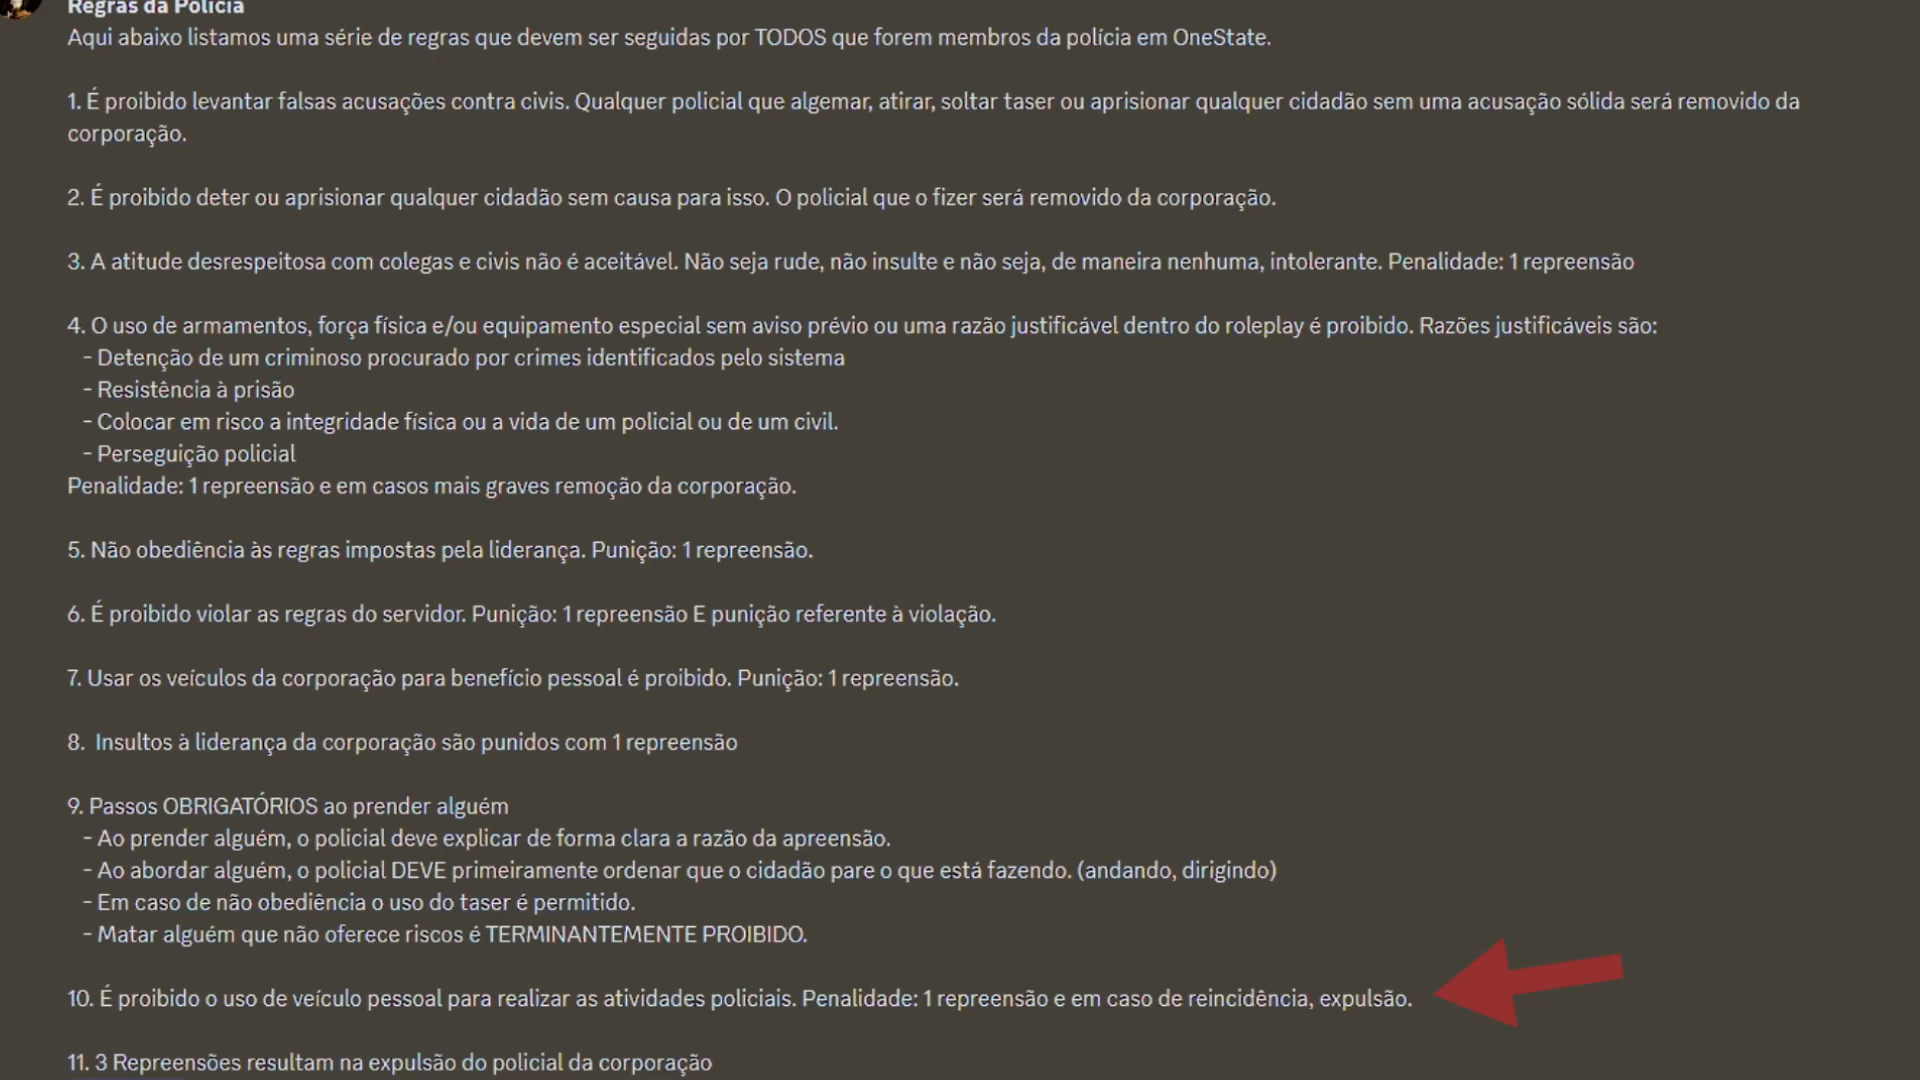 Regras da Polícia
Aqui abaixo listamos uma série de regras que devem ser seguidas por TODOS que forem membros da polícia em OneState.
1. É proibido levantar falsas acusações contra civis. Qualquer policial que algemar, atirar, soltar taser ou aprisionar qualquer cidadão sem uma acusação sólida será removido da
corporação.
2. É proibido deter ou aprisionar qualquer cidadão sem causa para isso. O policial que o fizer será removido da corporação.
3. A atitude desrespeitosa com colegas e civis não é aceitável. Não seja rude, não insulte e não seja, de maneira nenhuma, intolerante. Penalidade: 1 repreensão
4. O uso de armamentos, força física e/ou equipamento especial sem aviso prévio ou uma razão justificável dentro do roleplay é proibido. Razões justificáveis são:
- Detenção de um criminoso procurado por crimes identificados pelo sistema
- Resistência à prisão
- Colocar em risco a integridade física ou a vida de um policial ou de um civil.
- Perseguição policial
Penalidade: 1 repreensão e em casos mais graves remoção da corporação.
5. Não obediência às regras impostas pela liderança. Punição: 1 repreensão.
6. É proibido violar as regras do servidor. Punição: 1 repreensão E punição referente à violação.
7. Usar os veículos da corporação para benefício pessoal é proibido. Punição: 1 repreensão.
8. Insultos à liderança da corporação são punidos com 1 repreensão
9. Passos OBRIGATÓRIOS ao prender alguém
- Ao prender alguém, o policial deve explicar de forma clara a razão da apreensão.
- Ao abordar alguém, o policial DEVE primeiramente ordenar que o cidadão pare o que está fazendo. (andando, dirigindo)
- Em caso de não obediência o uso do taser é permitido.
- Matar alguém que não oferece riscos é TERMINANTEMENTE PROIBIDO.
10. É proibido o uso de veículo pessoal para realizar as atividades policiais. Penalidade: 1 repreensão e em caso de reincidência, expulsão.
11. 3 Repreensões resultam na expulsão do policial da corporação